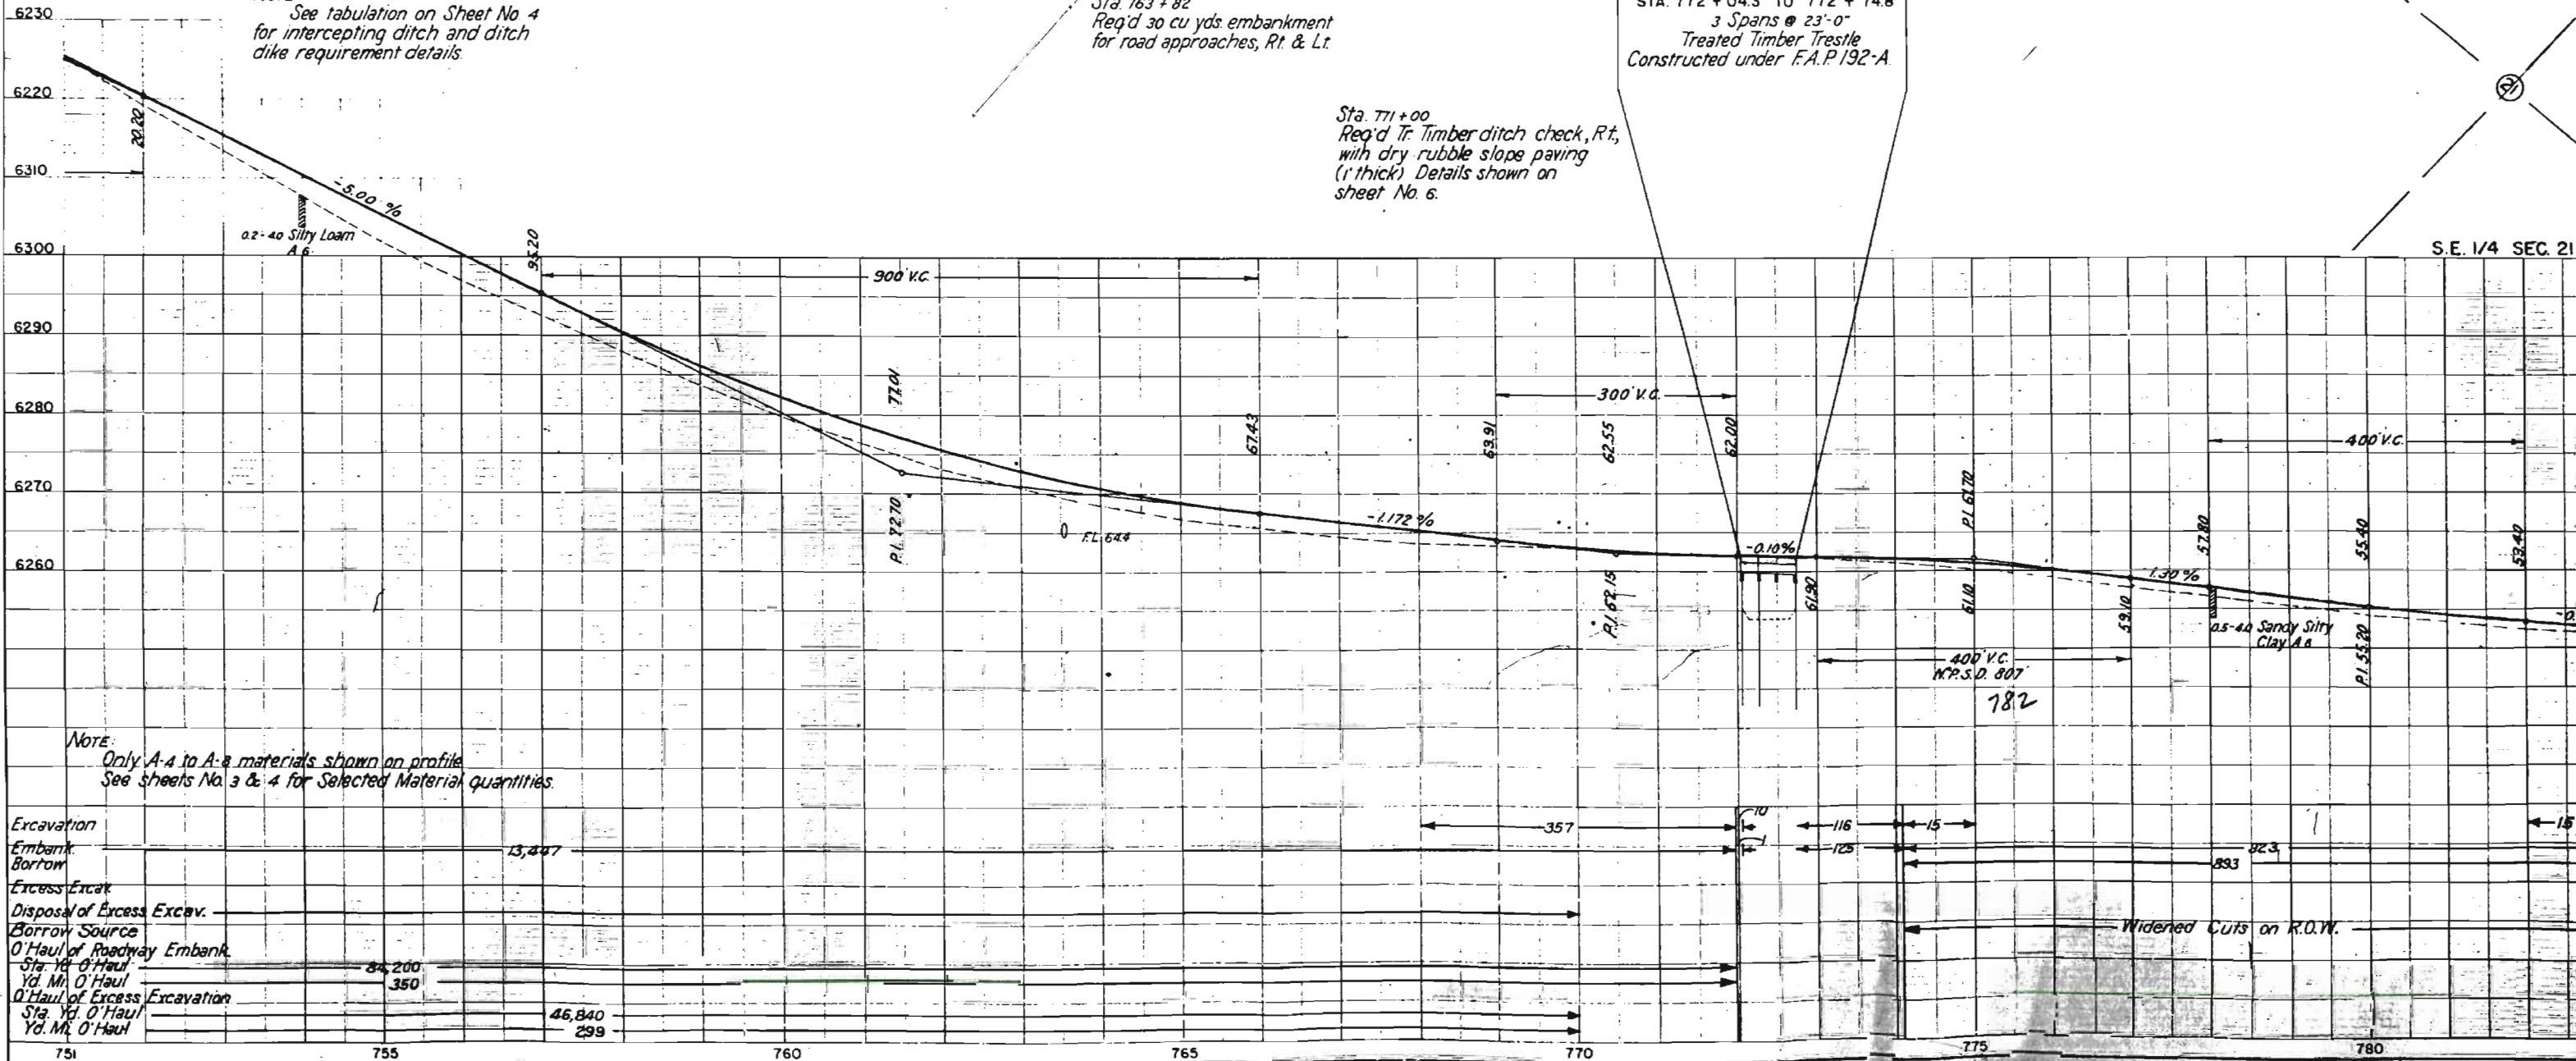 See tabulation on Sheet No. 4
for intercepting ditch and ditch
dike requirement details.
Sta. 763 + 82
Req'd 30 cu yds. embankment
for road approaches, Rt. & Lt.
STA. 772 + 04.3 TO 772 + 74.8
3 Spans @ 23'-0"
Treated Timber Trestle
Constructed under F.A.P. 192-A
Sta. 771+00
Req'd Tr. Timber ditch check, Rt.,
with dry rubble slope paving
(1' thick) Details shown on
sheet No. 6.
21
S.E. 1/4 SEC. 21
6230
6220
6310
6300
6290
6280
6270
6260
20.20
-5.00 %
0.2-4.0 Silty Loam
A 6
95.20
900' V.C.
77.01
P.I. 72.70
F.L. 64.4
67.43
-1.172 %
300' V.C.
63.91
62.55
P.I. 62.15
62.00
-0.10%
61.90
P.I. 61.70
61.10
59.10
400' V.C.
N.P.S.D. 807'
782
1.30 %
57.80
0.5-4.0 Sandy Silty
Clay A 6
400' V.C.
55.40
P.I. 55.20
53.40
NOTE:
Only A-4 to A-8 materials shown on profile
See sheets No. 3 & 4 for Selected Material quantities.
Excavation
357
10
116
15
15
Embank.
13,447
1
125
823
Borrow
893
Excess Excav.
Disposal of Excess Excav.
Borrow Source
Widened Cuts on R.O.W.
O'Haul of Roadway Embank.
Sta. Yd. O'Haul
84,200
Yd. Mi. O'Haul
350
O'Haul of Excess Excavation
Sta. Yd. O'Haul
46,840
Yd. Mi. O'Haul
299
751
755
760
765
770
775
780